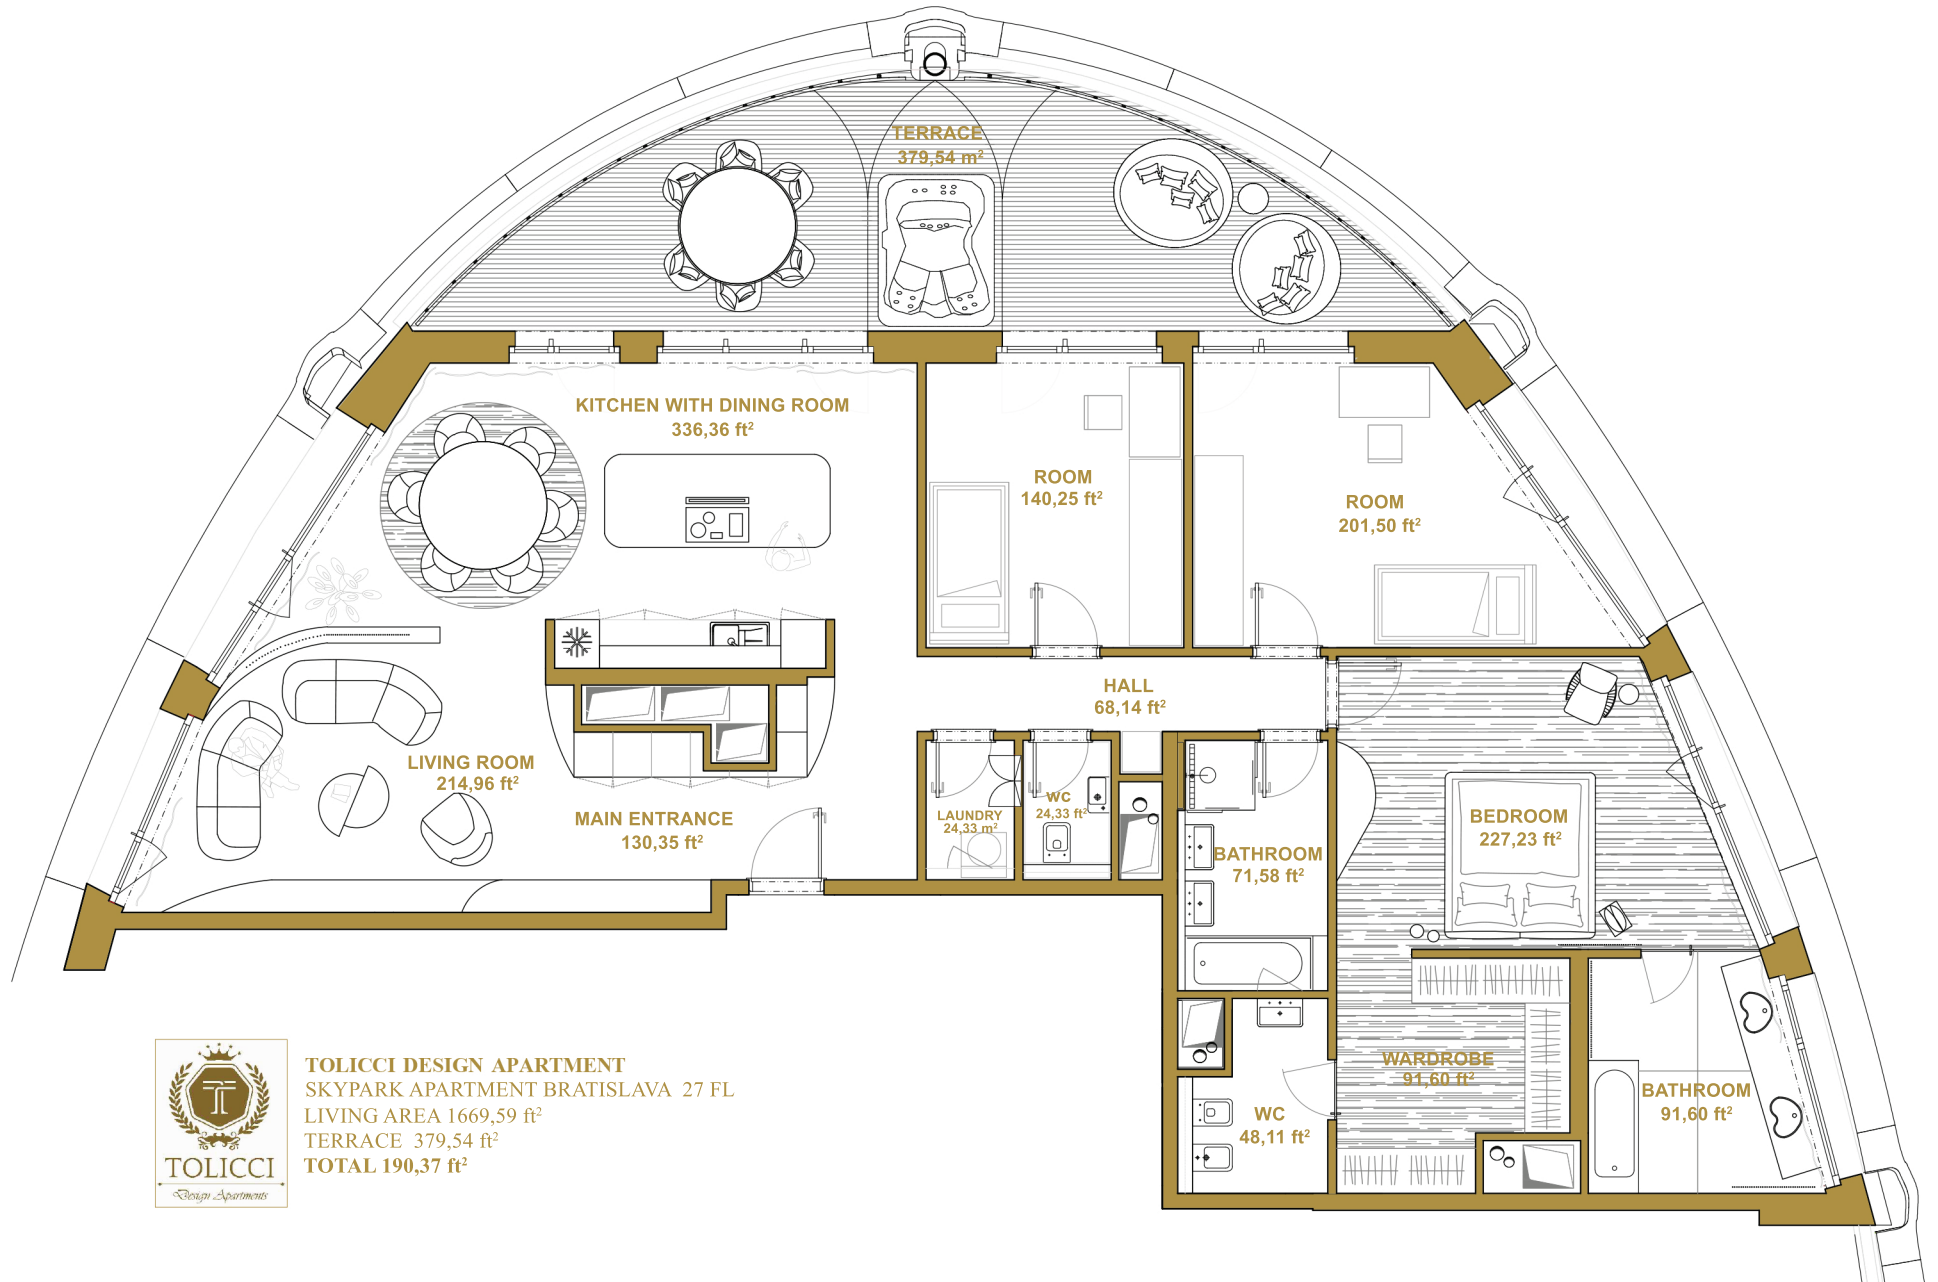 TERRACE
379,54 m²
KITCHEN WITH DINING ROOM
336,36 ft²
ROOM
140,25 ft²
ROOM
201,50 ft²
HALL
68,14 ft²
LIVING ROOM
214,96 ft²
MAIN ENTRANCE
130,35 ft²
LAUNDRY
24,33 m²
WC
24,33 ft²
BATHROOM
71,58 ft²
BEDROOM
227,23 ft²
WARDROBE
91,60 ft²
BATHROOM
91,60 ft²
WC
48,11 ft²
TOLICCI
Design Apartments
TOLICCI DESIGN APARTMENT
SKYPARK APARTMENT BRATISLAVA 27 FL
LIVING AREA 1669,59 ft²
TERRACE 379,54 ft²
TOTAL 190,37 ft²